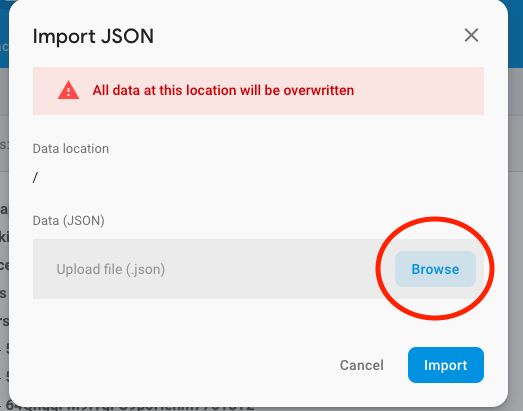 Import JSON
All data at this location will be overwritten
Data location
/
Data (JSON)
Upload file (.json)
Browse
Cancel
Import